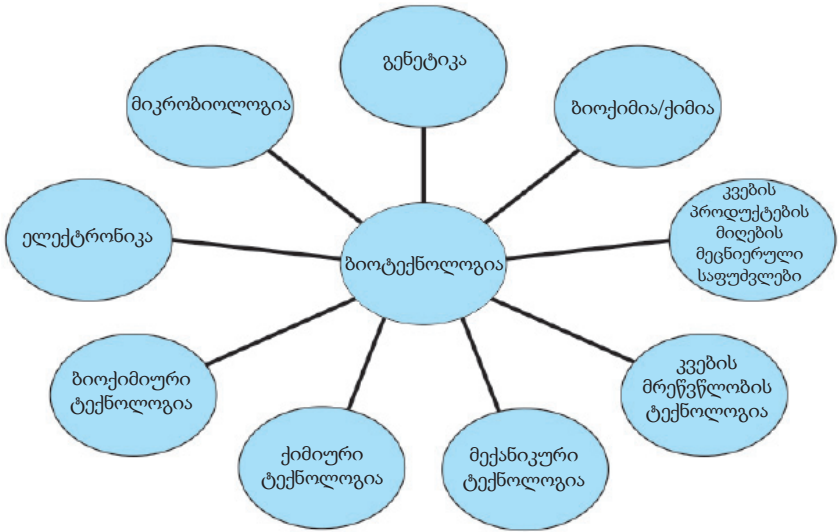 გენეტიკა
მიკრობიოლოგია
ბიოქიმია/ქიმია
ელექტრონიკა
კვების
პროდუქტების
მიღების
მეცნიერული
საფუძვლები
ბიოტექნოლოგია
ბიოქიმიური
ტექნოლოგია
კვების
მრეწვლობის
ტექნოლოგია
ქიმიური
ტექნოლოგია
მექანიკური
ტექნოლოგია